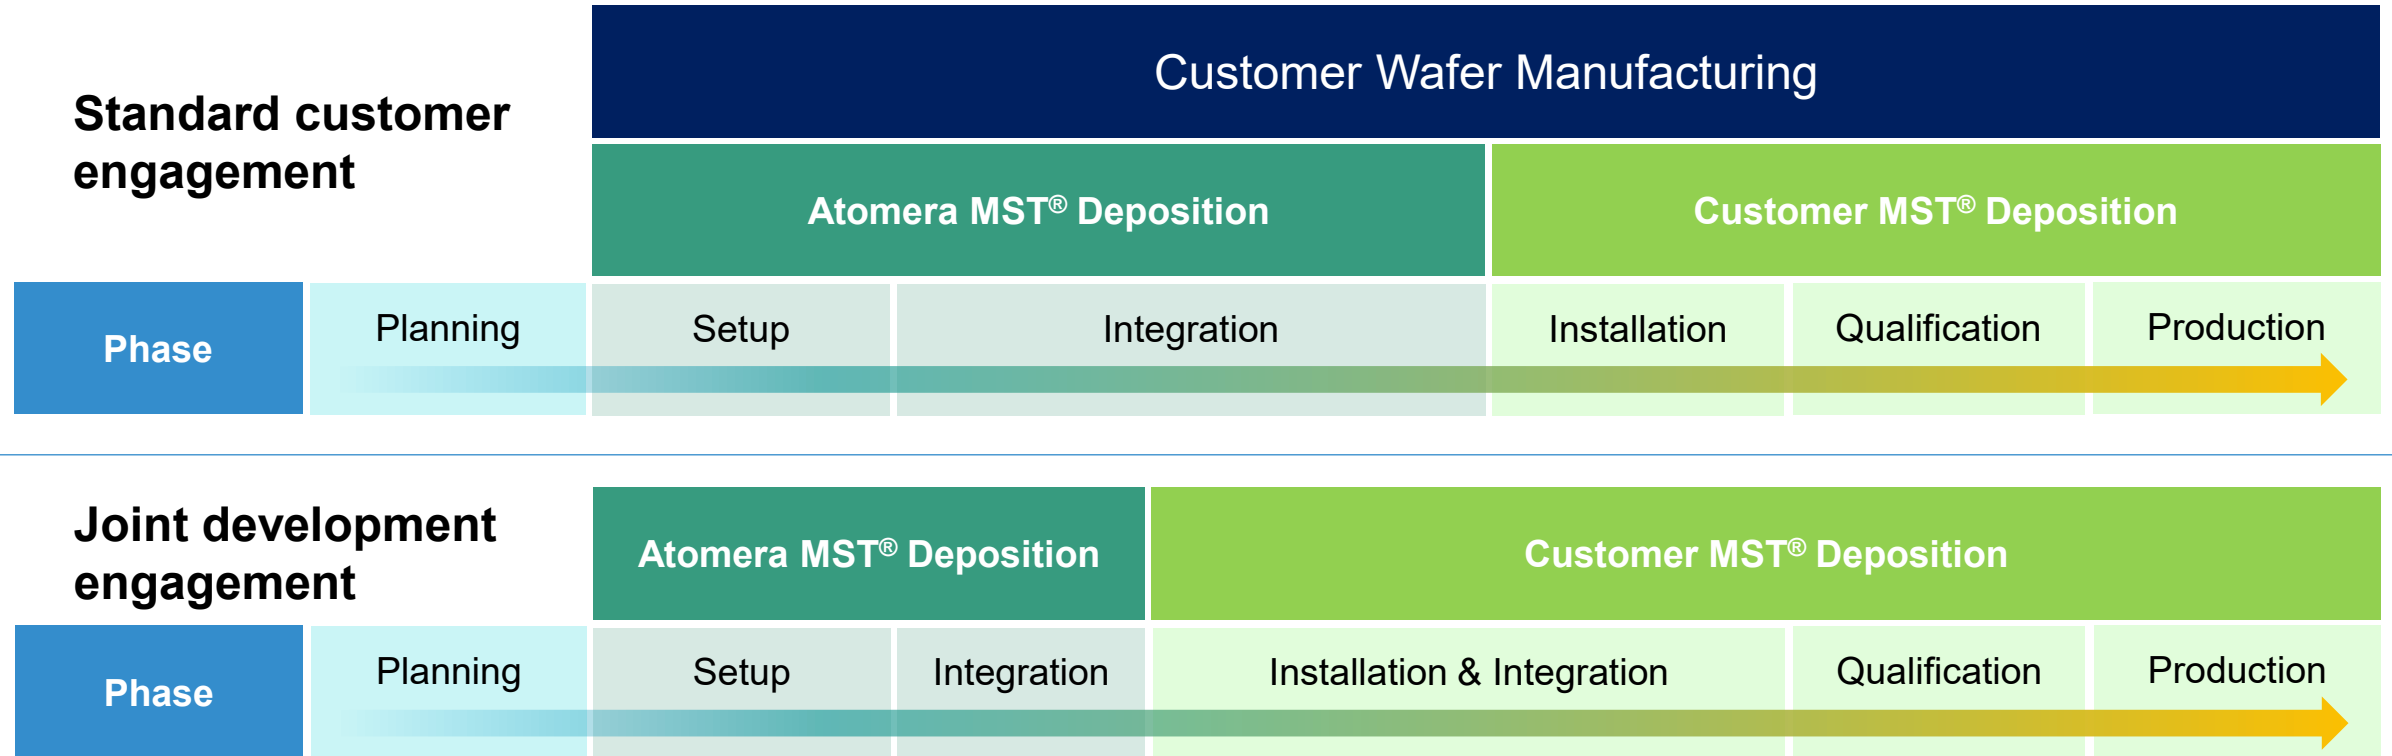 Customer Wafer Manufacturing
Standard customer
engagement
Atomera MST® Deposition
Customer MST® Deposition
Phase
Planning
Setup
Integration
Installation
Qualification
Production
Joint development
engagement
Atomera MST® Deposition
Customer MST® Deposition
Phase
Planning
Setup
Integration
Installation & Integration
Qualification
Production